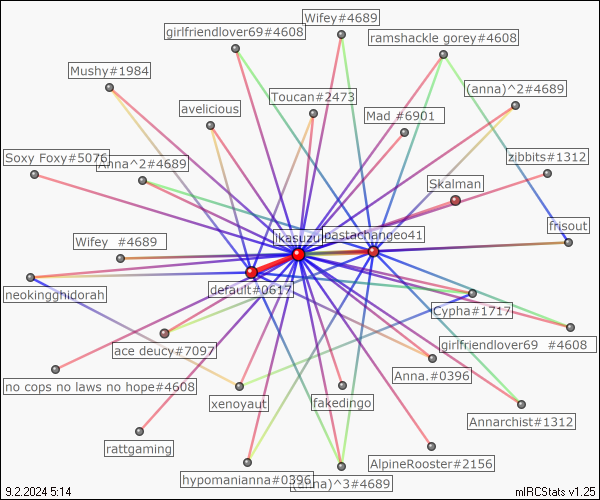 Wifey#4689
girlfriendlover69#4608
ramshackle gorey#4608
Mushy#1984
(anna)^2#4689
Toucan#2473
avelicious
Mad #6901
Soxy Foxy#5076
Anna^2#4689
zibbits#1312
Skalman
frisout
Wifey #4689
ikasuzu
pastachangeo41
default#0617
neokingghidorah
Cypha#1717
ace deucy#7097
girlfriendlover69 #4608
no cops no laws no hope#4608
Anna.#0396
xenoyaut
fakedingo
Annarchist#1312
rattgaming
AlpineRooster#2156
hypomanianna#0396
(anna)^3#4689
9.2.2024 5:14
mIRCStats v1.25